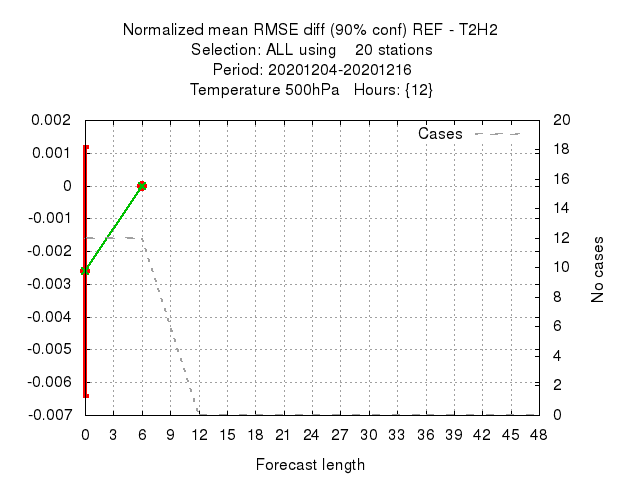 Normalized mean RMSE diff (90% conf) REF - T2H2
Selection: ALL using    20 stations
Period: 20201204-20201216
Temperature 500hPa   Hours: {12}
Cases
0.002
0.001
0
-0.001
-0.002
-0.003
-0.004
-0.005
-0.006
-0.007
20
18
16
14
12
10
8
6
4
2
0
No cases
0 3 6 9 12 15 18 21 24 27 30 33 36 39 42 45 48
Forecast length